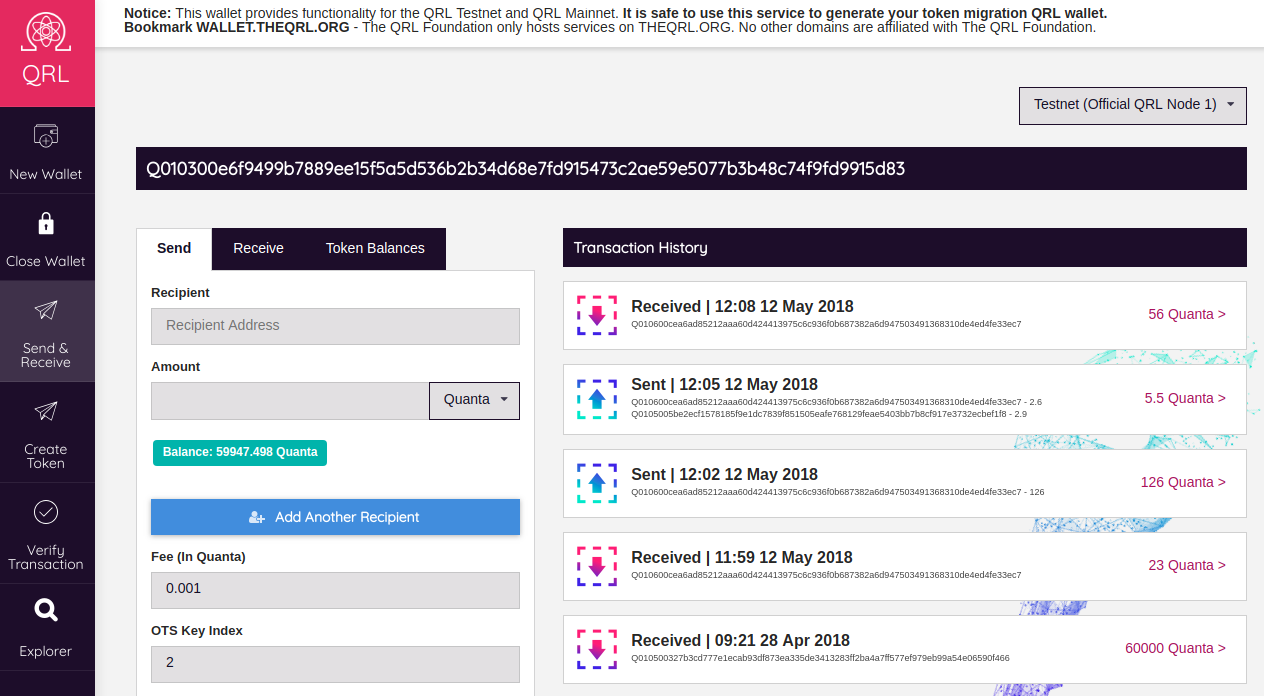 Notice: This wallet provides functionality for the QRL Testnet and QRL Mainnet. It is safe to use this service to generate your token migration QRL wallet.
Bookmark WALLET.THEQRL.ORG - The QRL Foundation only hosts services on THEQRL.ORG. No other domains are affiliated with The QRL Foundation.
QRL
New Wallet
Close Wallet
Send &
Receive
Create
Token
Verify
Transaction
Explorer
Testnet (Official QRL Node 1)
Q010300e6f9499b7889ee15f5a5d536b2b34d68e7fd915473c2ae59e5077b3b48c74f9fd9915d83
Send Receive Token Balances
Recipient
Recipient Address
Amount
Quanta
Balance: 59947.498 Quanta
Add Another Recipient
Fee (In Quanta)
0.001
OTS Key Index
2
Transaction History
Received | 12:08 12 May 2018
Q010600cea6ad85212aaa60d424413975c6c936f0b687382a6d947503491368310de4ed4fe33ec7
56 Quanta >
Sent | 12:05 12 May 2018
Q010600cea6ad85212aaa60d424413975c6c936f0b687382a6d947503491368310de4ed4fe33ec7 - 2.6
Q0105005be2ecf1578185f9e1dc7839f851505eafe768129feae5403bb7b8cf917e3732ecbef1f8 - 2.9
5.5 Quanta >
Sent | 12:02 12 May 2018
Q010600cea6ad85212aaa60d424413975c6c936f0b687382a6d947503491368310de4ed4fe33ec7 - 126
126 Quanta >
Received | 11:59 12 May 2018
Q010600cea6ad85212aaa60d424413975c6c936f0b687382a6d947503491368310de4ed4fe33ec7
23 Quanta >
Received | 09:21 28 Apr 2018
Q010500327b3cd777e1ecab93df873ea335de3413283ff2ba4a7ff577ef979eb99a54e06590f466
60000 Quanta >